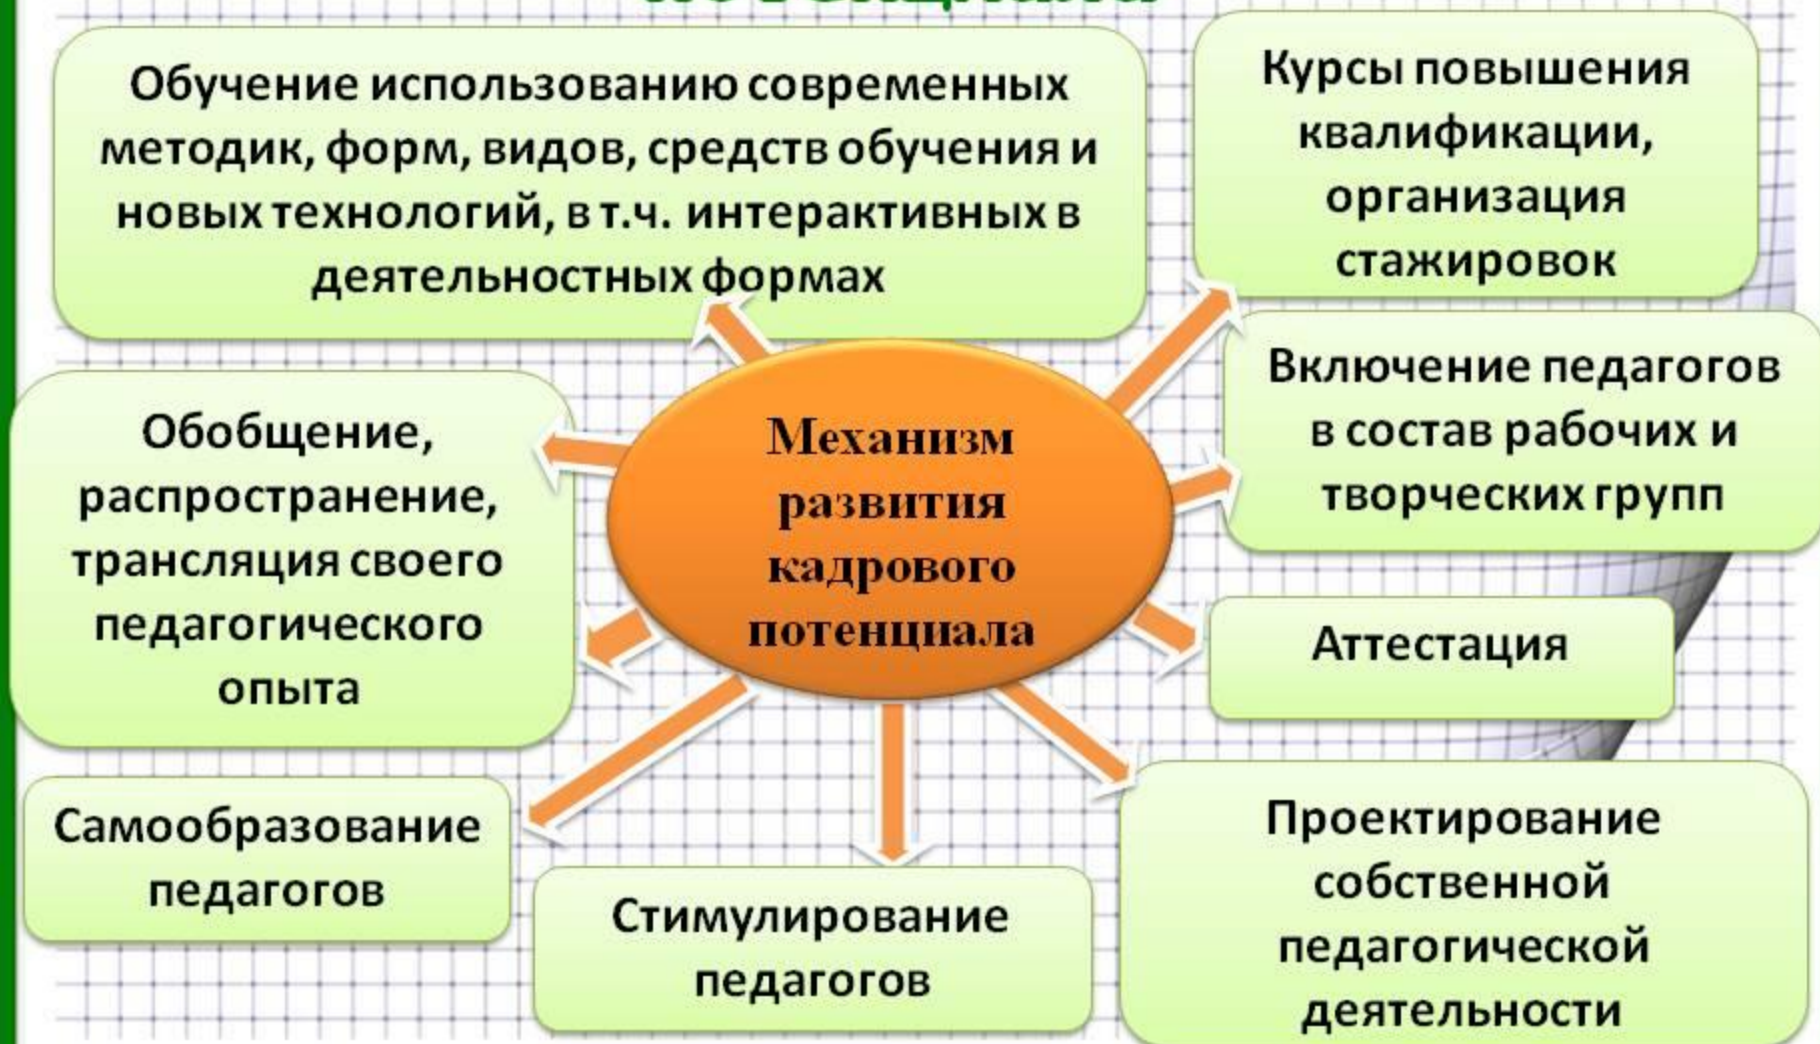 Обучение использованию современных
методик, форм, видов, средств обучения и
новых технологий, в т.ч. интерактивных в
деятельностных формах
Курсы повышения
квалификации,
организация
стажировок
Обобщение,
распространение,
трансляция своего
педагогического
опыта
Механизм
развития
кадрового
потенциала
Включение педагогов
в состав рабочих и
творческих групп
Аттестация
Самообразование
педагогов
Стимулирование
педагогов
Проектирование
собственной
педагогической
деятельности